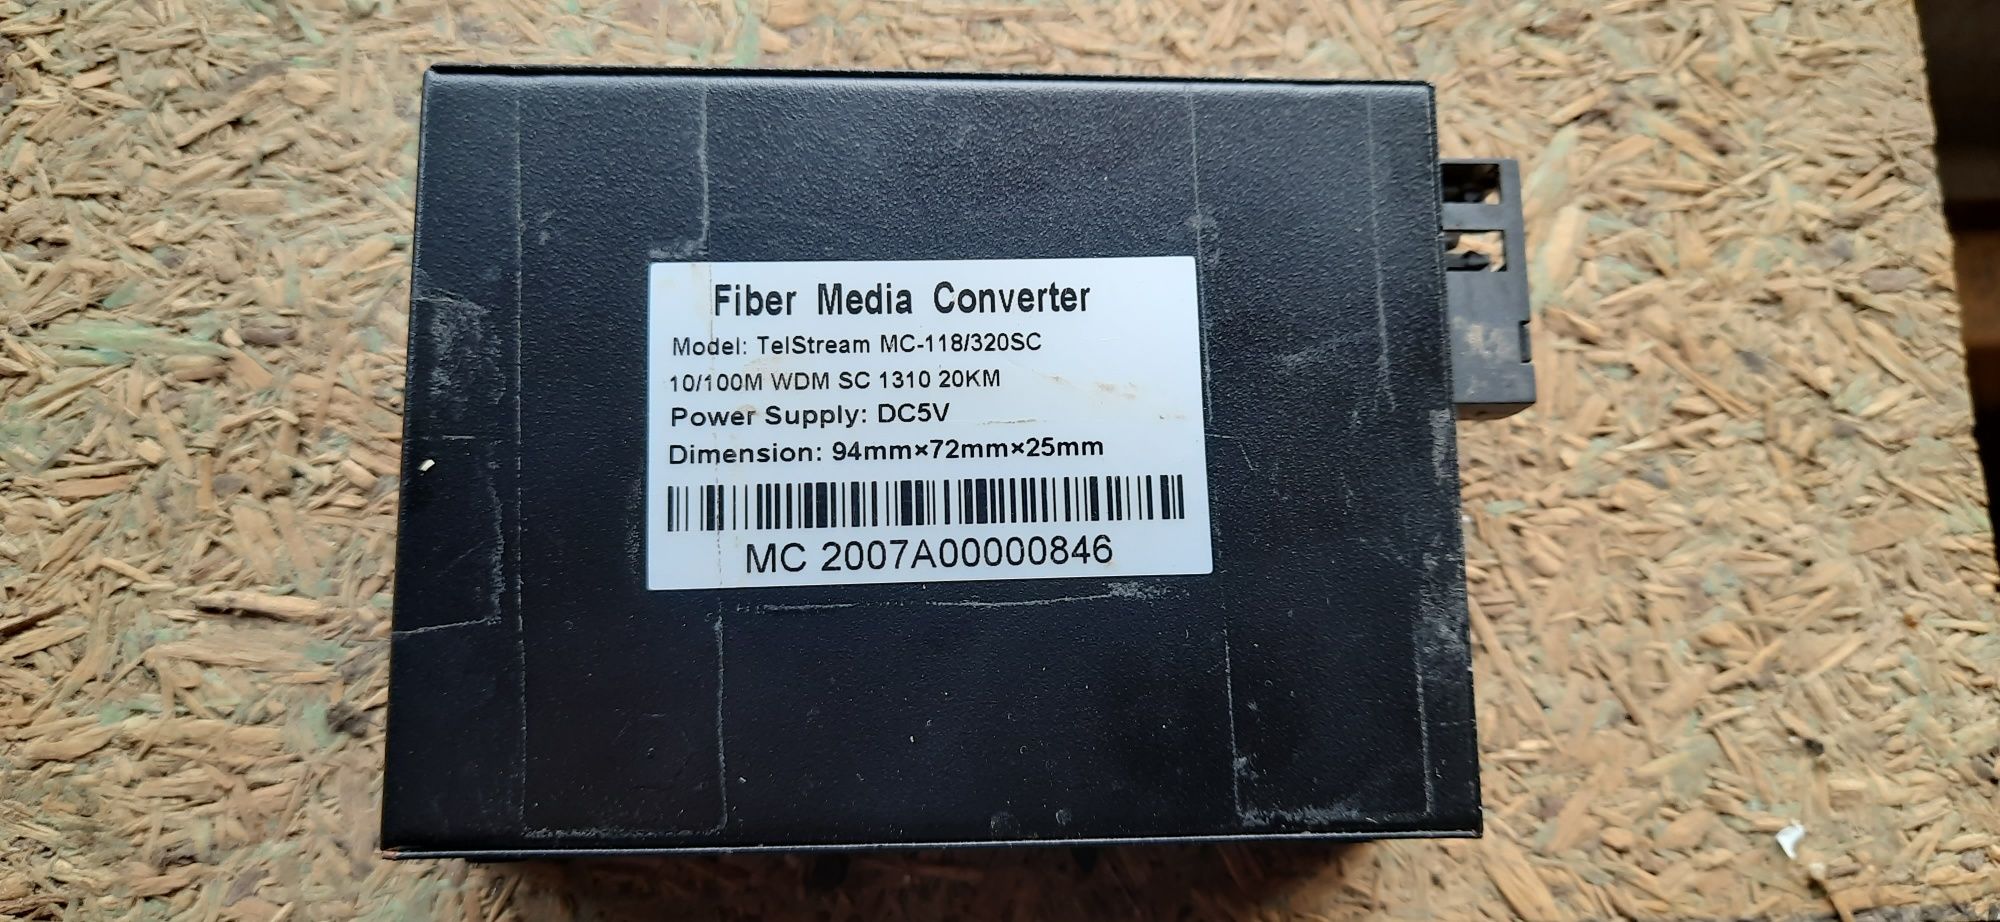 Fiber Media Converter
Model: TelStream MC-118/320SC
10/100M WDM SC 1310 20KM
Power Supply: DC5V
Dimension: 94mm×72mm×25mm
MC 2007A00000846